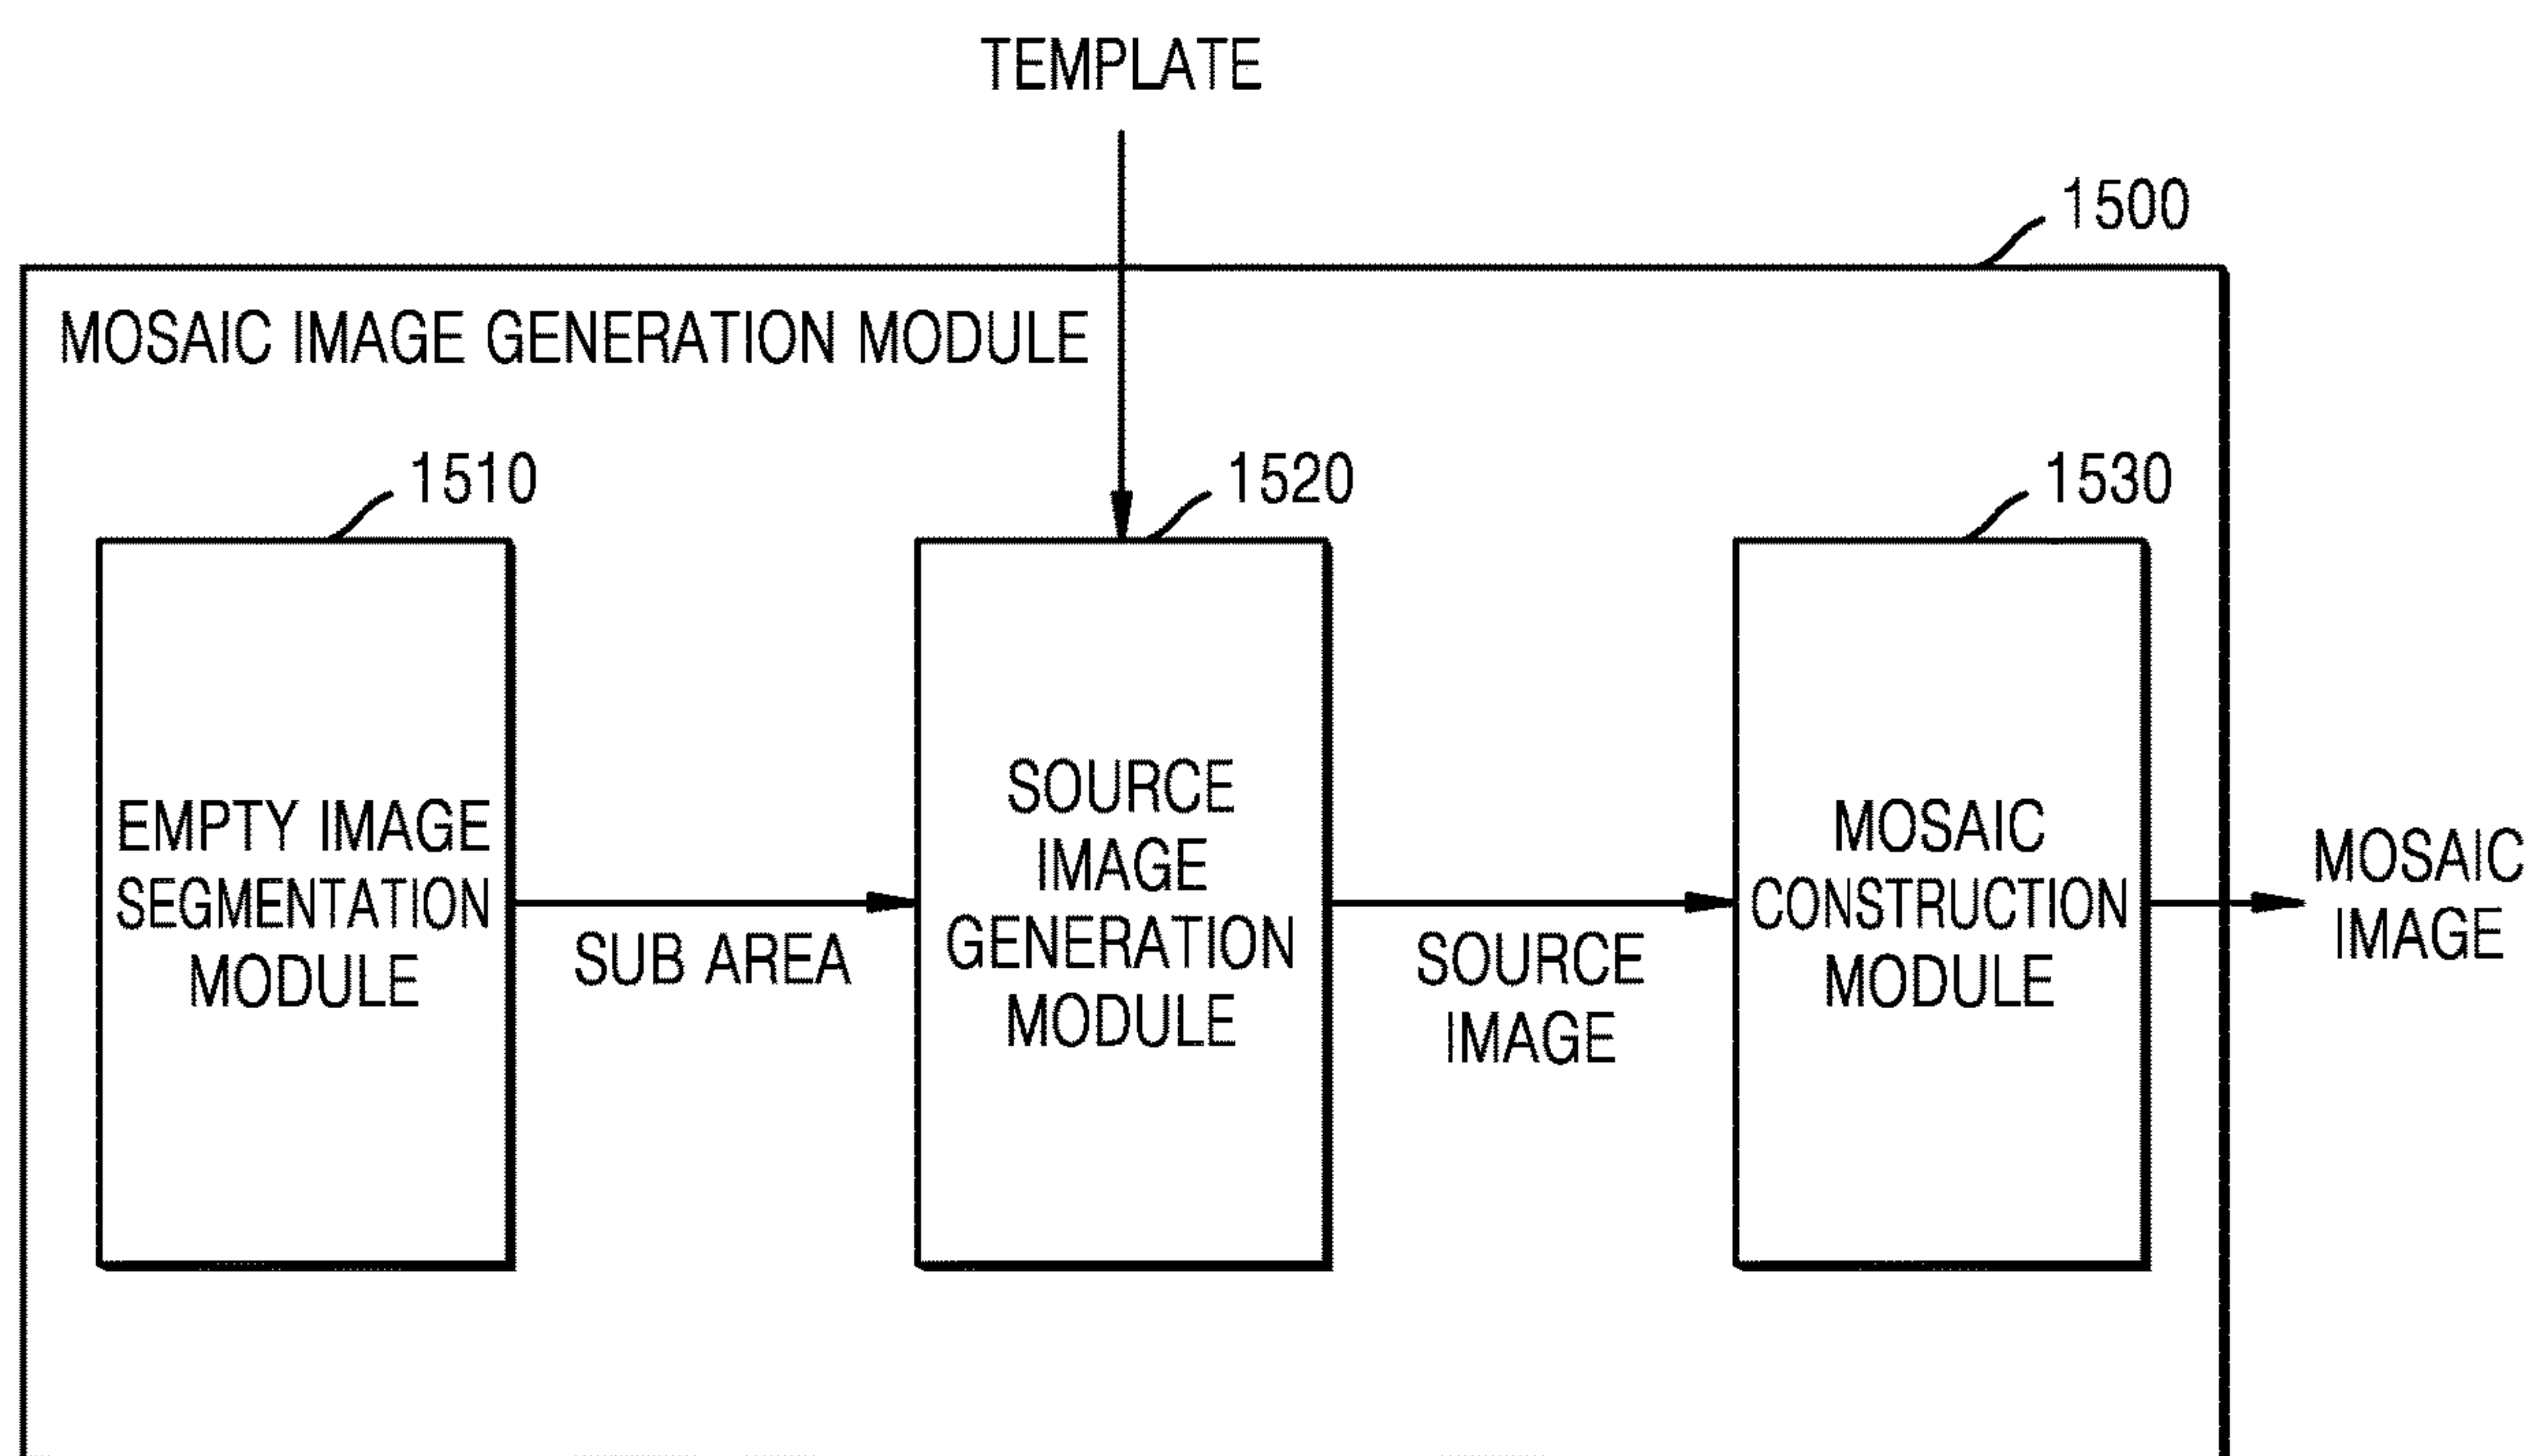 TEMPLATE
1500
MOSAIC IMAGE GENERATION MODULE
1510
1520
1530
EMPTY IMAGE
SEGMENTATION
MODULE
SUB AREA
SOURCE
IMAGE
GENERATION
MODULE
SOURCE
IMAGE
MOSAIC
CONSTRUCTION
MODULE
MOSAIC
IMAGE